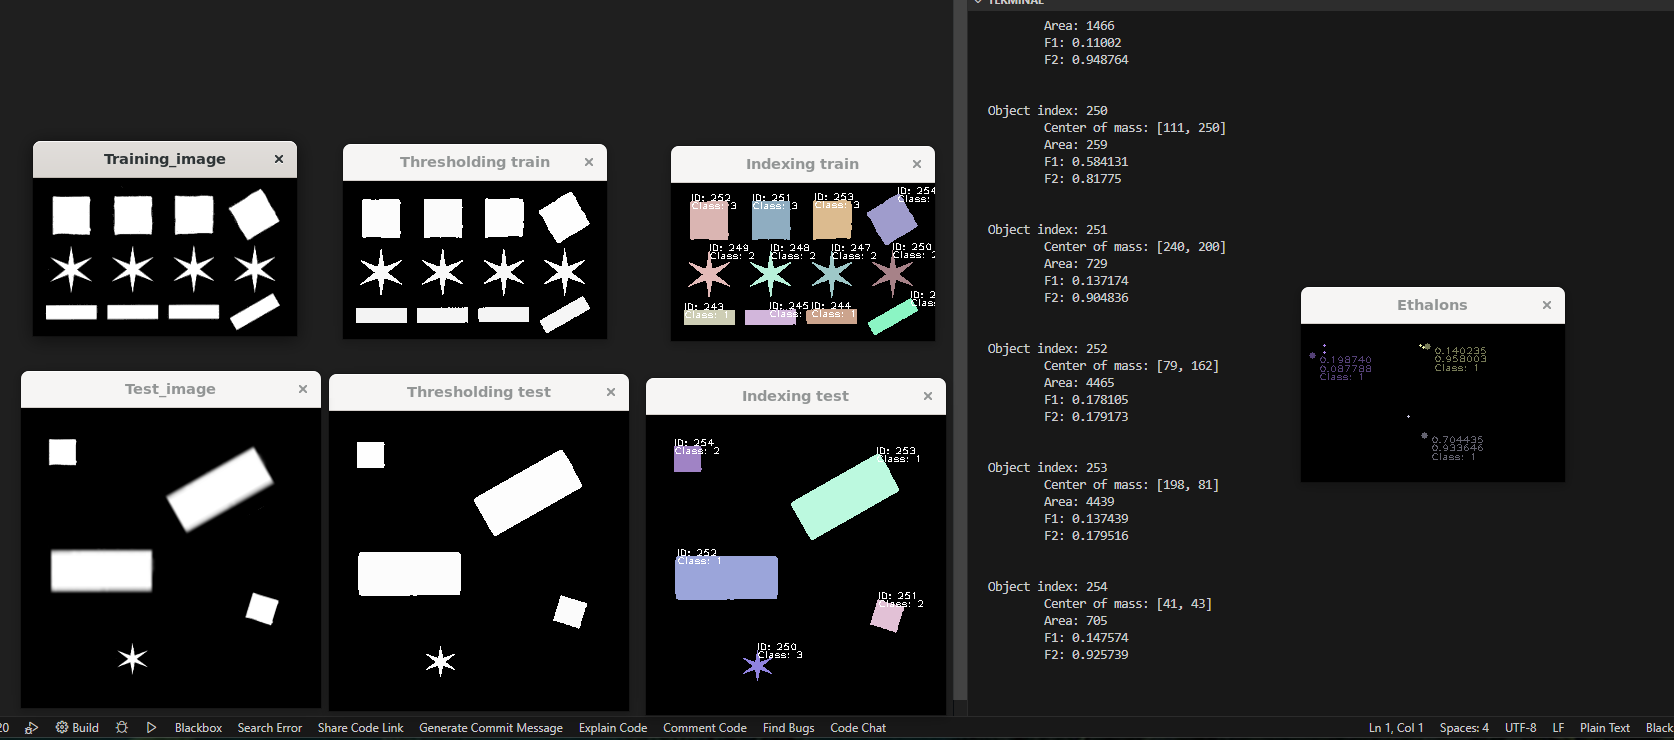 TERMINAL
Area: 1466
F1: 0.11002
F2: 0.948764
Object index: 250
Center of mass: [111, 250]
Area: 259
F1: 0.584131
F2: 0.81775
Object index: 251
Center of mass: [240, 200]
Area: 729
F1: 0.137174
F2: 0.904836
Object index: 252
Center of mass: [79, 162]
Area: 4465
F1: 0.178105
F2: 0.179173
Object index: 253
Center of mass: [198, 81]
Area: 4439
F1: 0.137439
F2: 0.179516
Object index: 254
Center of mass: [41, 43]
Area: 705
F1: 0.147574
F2: 0.925739
Training_image ×
Thresholding train ×
Indexing train ×
ID: 252 ID: 251 ID: 253 ID: 254
Class: 3 Class: 3 Class: 3 Class:
ID: 249 ID: 248 ID: 247 ID: 250
Class: 2 Class: 2 Class: 2 Class: 2
ID: 243 ID: 245 ID: 244 ID: 2
Class: 1 Class: 1 Class: 1 Class:
Ethalons ×
0.198740
0.087788
Class: 1
0.140235
0.958003
Class: 1
0.704435
0.933646
Class: 1
Test_image ×
Thresholding test ×
Indexing test ×
ID: 254
Class: 2
ID: 253
Class: 1
ID: 252
Class: 1
ID: 251
Class: 2
ID: 250
Class: 3
20 Build Blackbox Search Error Share Code Link Generate Commit Message Explain Code Comment Code Find Bugs Code Chat Ln 1, Col 1 Spaces: 4 UTF-8 LF Plain Text Black